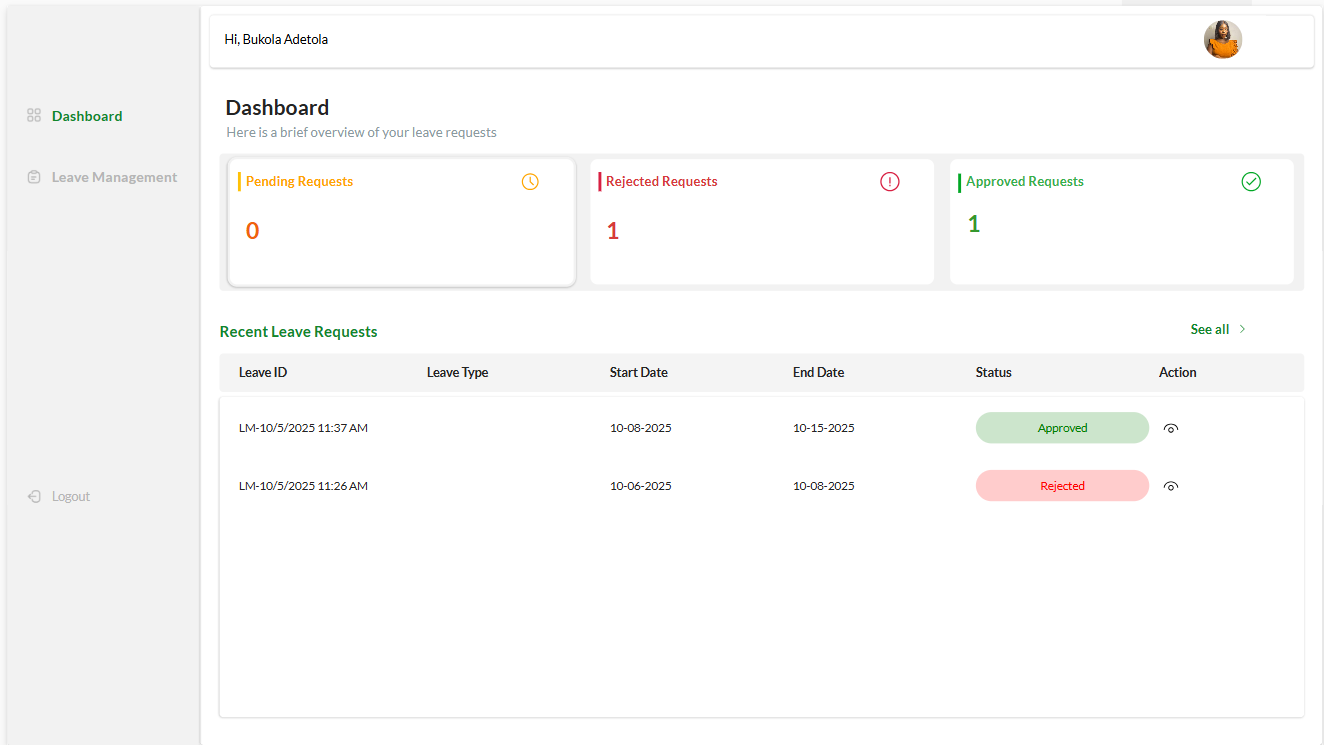 Hi, Bukola Adetola
Dashboard
Leave Management
Logout
Dashboard
Here is a brief overview of your leave requests
Pending Requests
0
Rejected Requests
1
Approved Requests
1
Recent Leave Requests
See all
Leave ID Leave Type Start Date End Date Status Action
LM-10/5/2025 11:37 AM 10-08-2025 10-15-2025 Approved
LM-10/5/2025 11:26 AM 10-06-2025 10-08-2025 Rejected